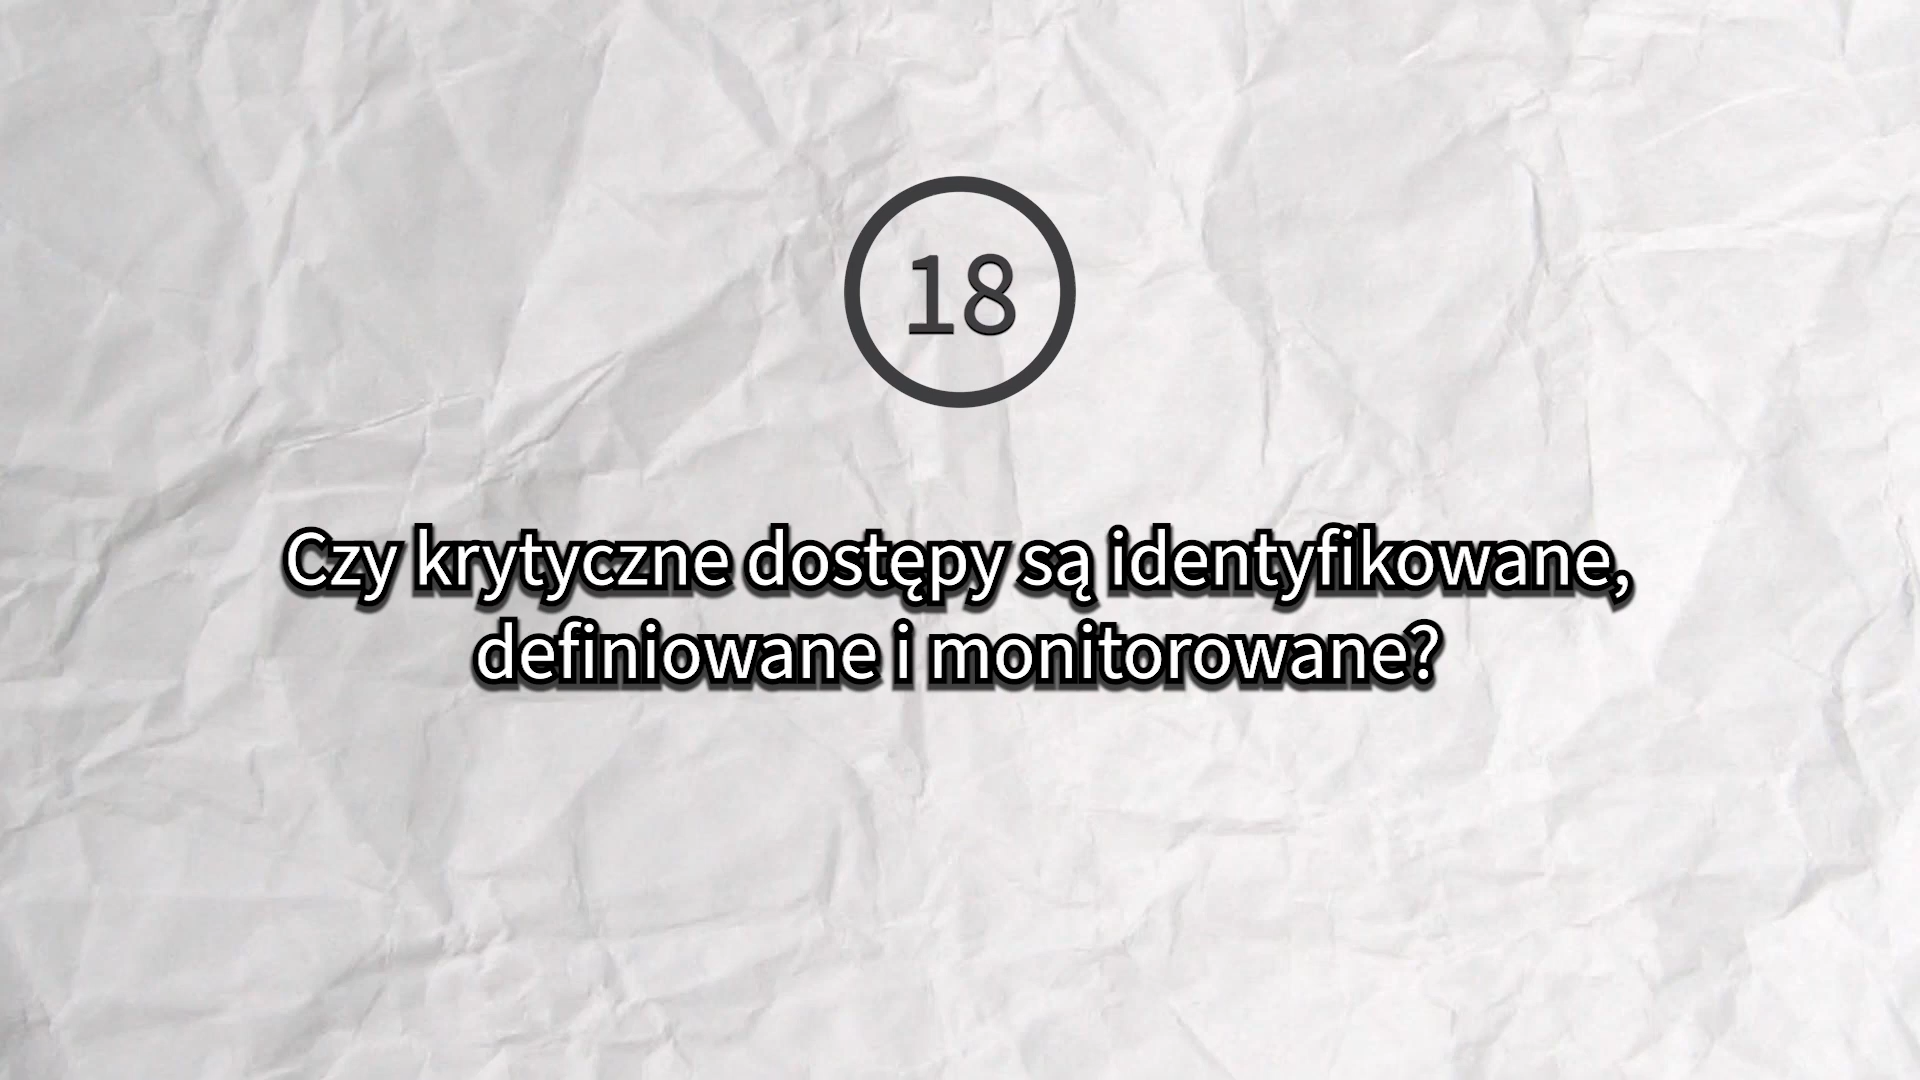 18
Czy krytyczne dostępy są identyfikowane,
definiowane i monitorowane?